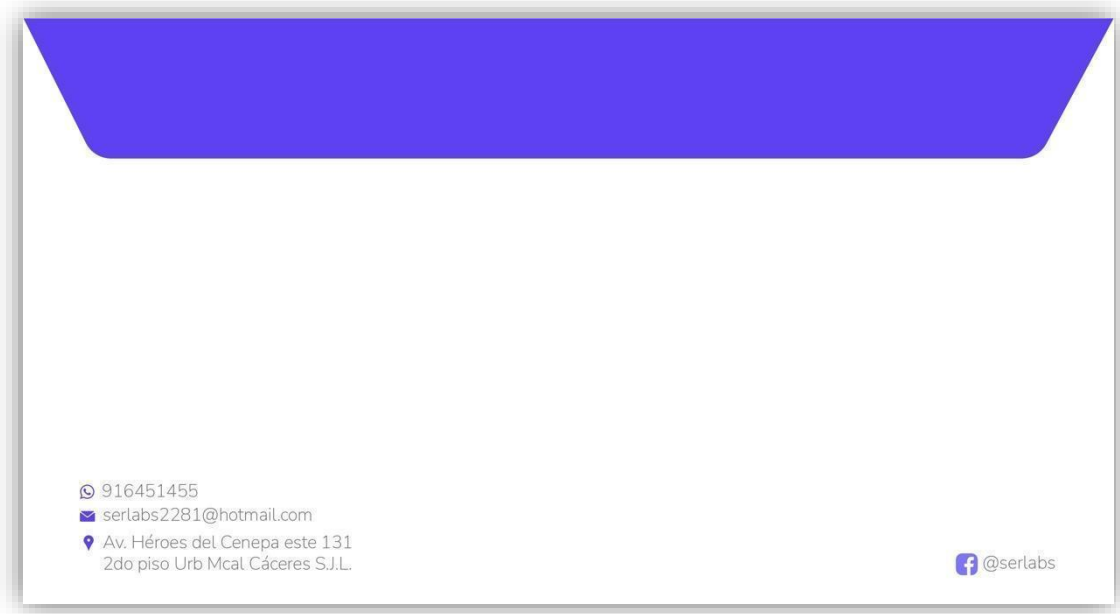 916451455
serlabs2281@hotmail.com
Av. Héroes del Cenepa este 131
2do piso Urb Mcal Cáceres S.J.L.
@serlabs